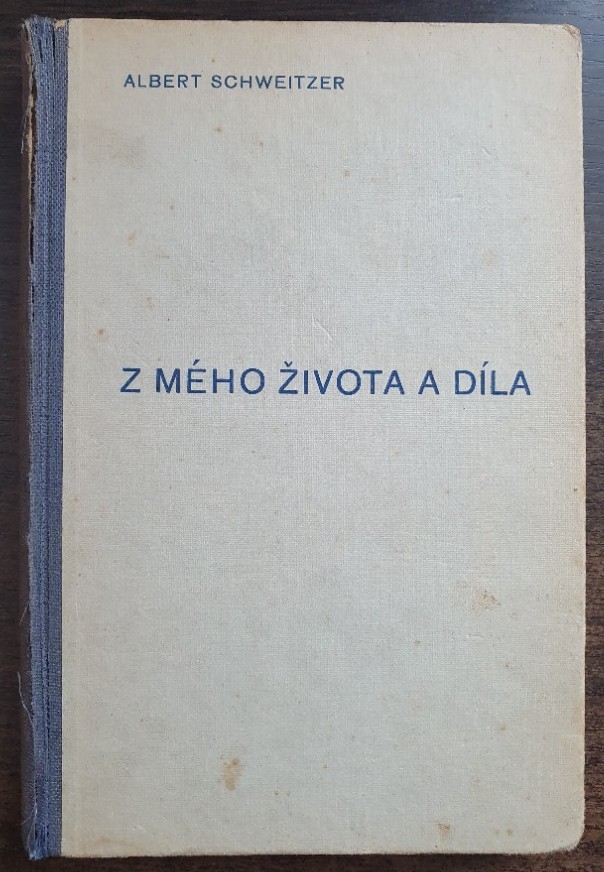 ALBERT SCHWEITZER
Z MÉHO ŽIVOTA A DÍLA